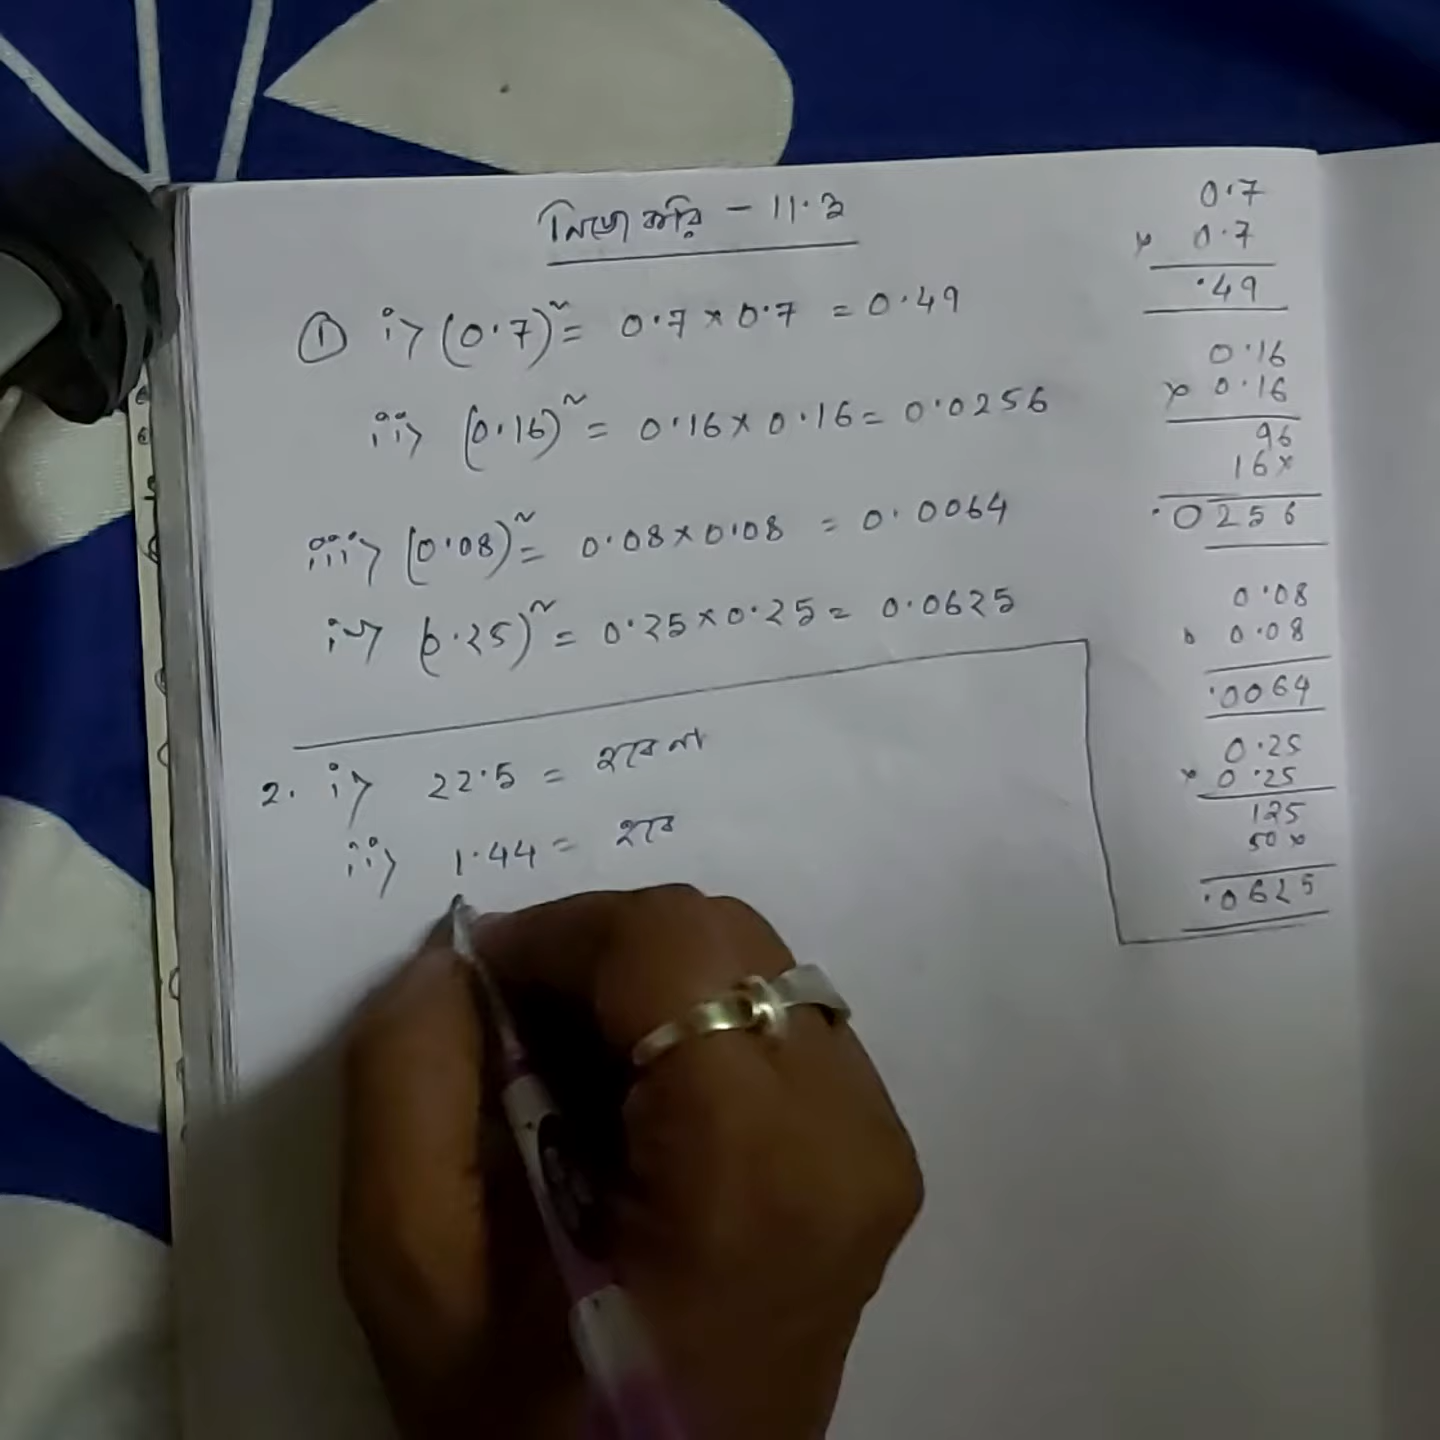 নিজে করি - 11.3
① i> (0.7)² = 0.7 × 0.7 = 0.49
ii> (0.16)² = 0.16 × 0.16 = 0.0256
iii> (0.08)² = 0.08 × 0.08 = 0.0064
iv> (0.25)² = 0.25 × 0.25 = 0.0625
2. i> 22.5 = হবে না
ii> 1.44 = হবে
0.7
× 0.7
.49
0.16
× 0.16
96
16×
.0256
0.08
× 0.08
.0064
0.25
× 0.25
125
50×
.0625